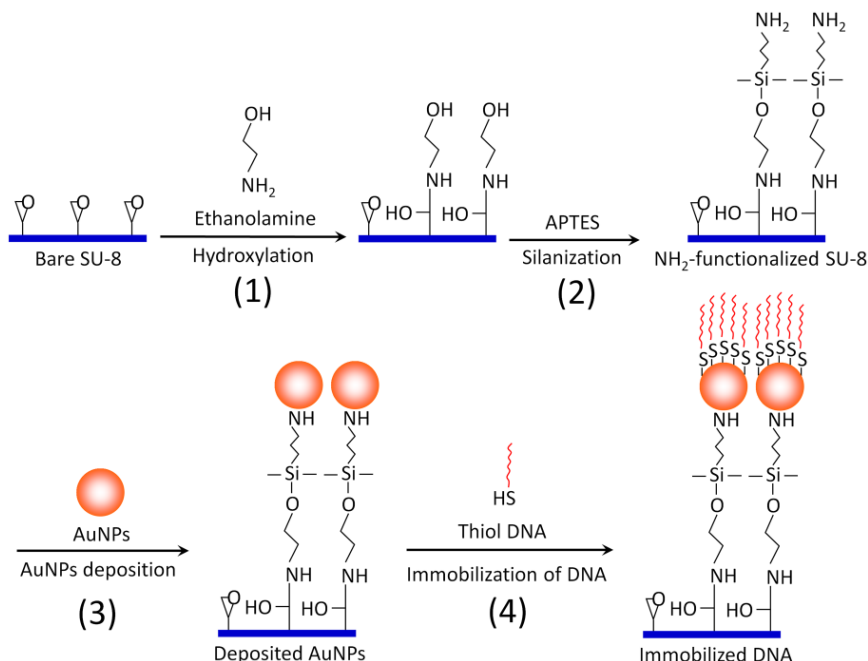 OH
NH₂
O O O
Ethanolamine
Bare SU-8
Hydroxylation
(1)
OH OH
NH NH
O HO HO
APTES
Silanization
(2)
NH₂ NH₂
Si Si
O O
NH NH
O HO HO
NH₂-functionalized SU-8
AuNPs
AuNPs deposition
(3)
NH NH
Si Si
O O
NH NH
O HO HO
Deposited AuNPs
HS
Thiol DNA
Immobilization of DNA
(4)
S S S S S S S S S S
NH NH
Si Si
O O
NH NH
O HO HO
Immobilized DNA